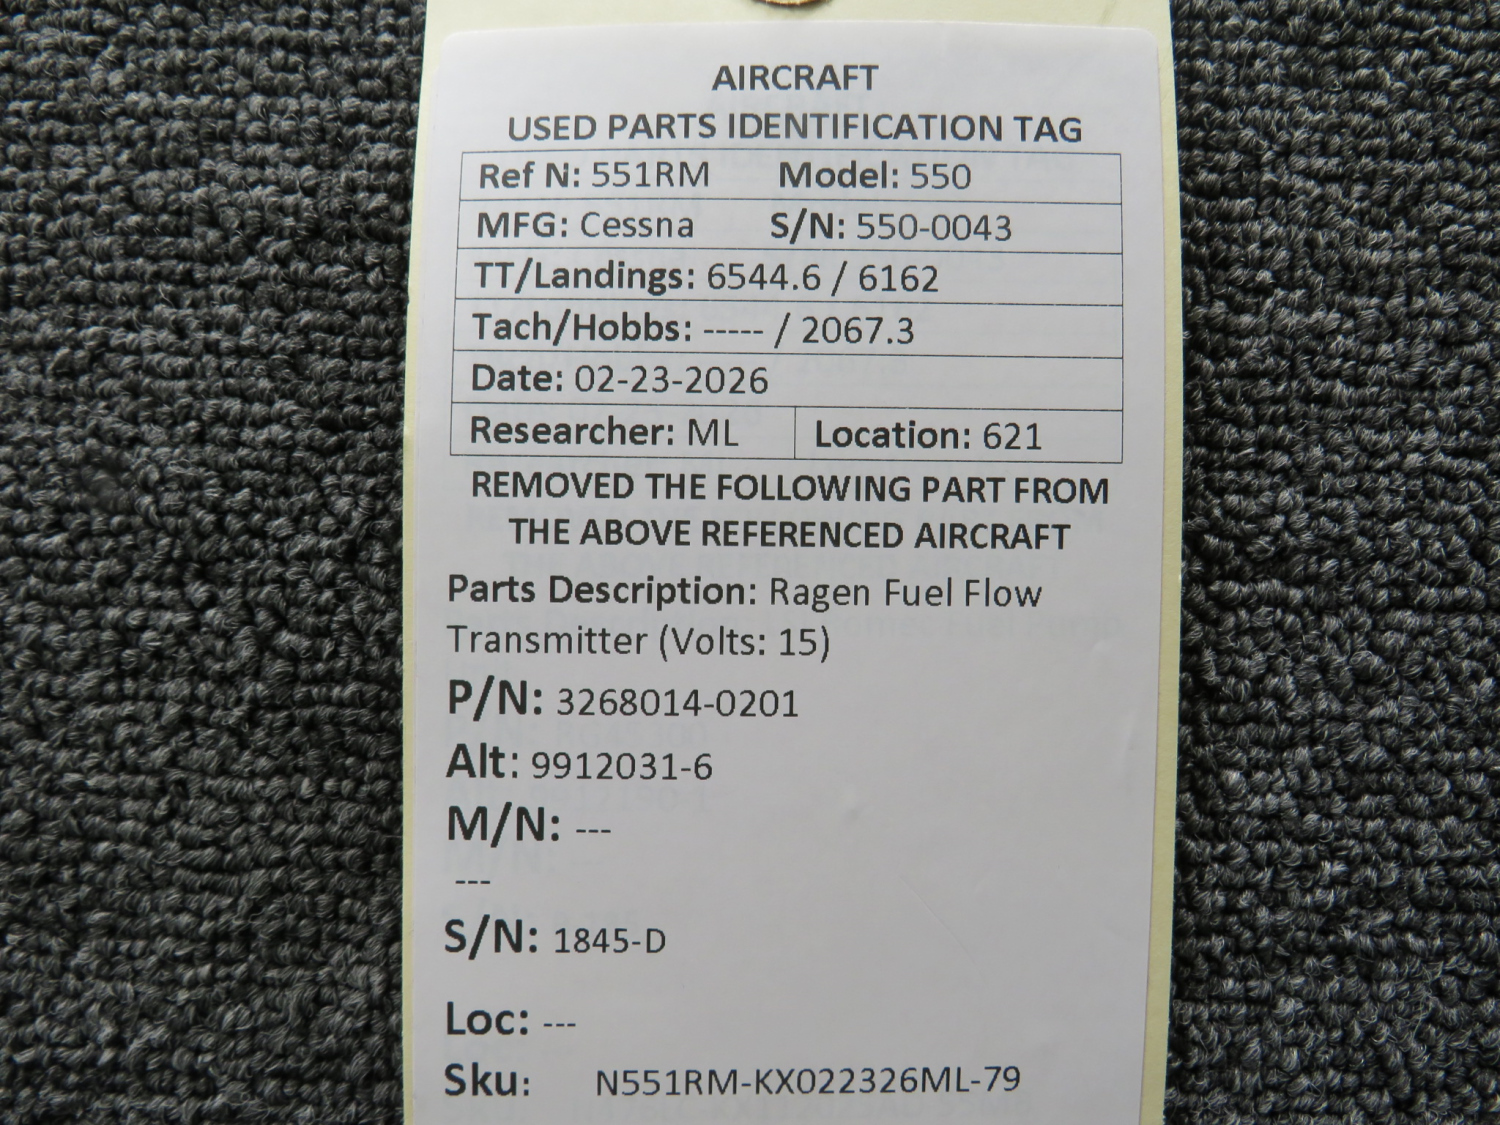 AIRCRAFT
USED PARTS IDENTIFICATION TAG
Ref N: 551RM Model: 550
MFG: Cessna S/N: 550-0043
TT/Landings: 6544.6 / 6162
Tach/Hobbs: ----- / 2067.3
Date: 02-23-2026
Researcher: ML Location: 621
REMOVED THE FOLLOWING PART FROM
THE ABOVE REFERENCED AIRCRAFT
Parts Description: Ragen Fuel Flow
Transmitter (Volts: 15)
P/N: 3268014-0201
Alt: 9912031-6
M/N: ---
---
S/N: 1845-D
Loc: ---
Sku: N551RM-KX022326ML-79